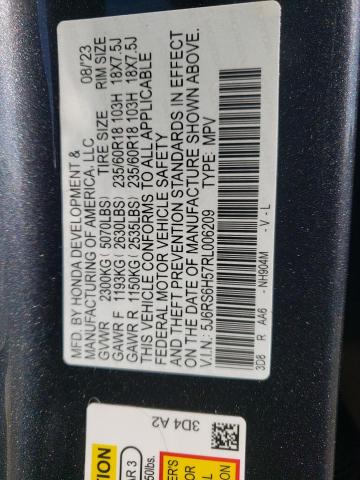 MFD. BY HONDA DEVELOPMENT & 08/'23
MANUFACTURING OF AMERICA, LLC
TIRE SIZE RIM SIZE
GVWR 2300KG (5070LBS)
GAWR F 1193KG (2630LBS) 235/60R18 103H 18X7.5J
GAWR R 1150KG (2535LBS) 235/60R18 103H 18X7.5J
THIS VEHICLE CONFORMS TO ALL APPLICABLE
FEDERAL MOTOR VEHICLE SAFETY
AND THEFT PREVENTION STANDARDS IN EFFECT
ON THE DATE OF MANUFACTURE SHOWN ABOVE.
V.I.N.: 5J6RS6H57RL006209 TYPE: MPV
3D8 R AA6 -NH904M -V-L
3D4 A2